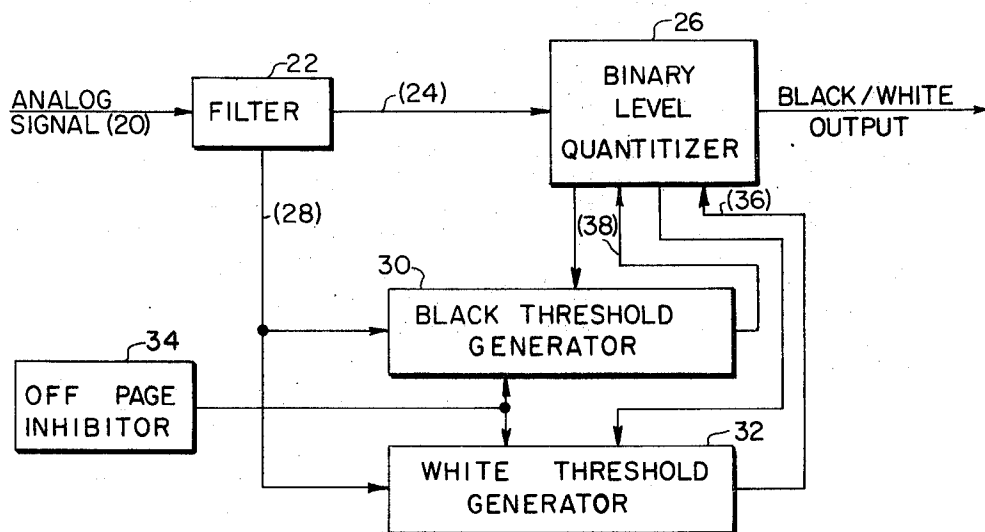 26
22
ANALOG
SIGNAL (20)
FILTER
(24)
BINARY
LEVEL
QUANTITIZER
BLACK/WHITE
OUTPUT
(28)
(38)
(36)
30
BLACK THRESHOLD
GENERATOR
34
OFF PAGE
INHIBITOR
32
WHITE THRESHOLD
GENERATOR